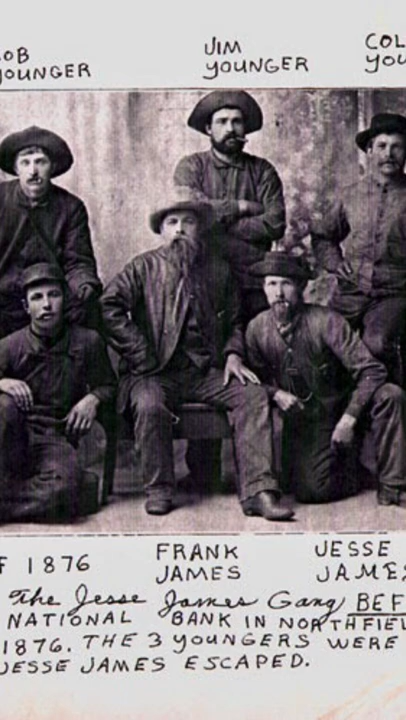 OB YOUNGER
JIM YOUNGER
COL YOU
F 1876
FRANK JAMES
JESSE JAMES
The Jesse James Gang BEF
NATIONAL BANK IN NORTHFIEL
1876. THE 3 YOUNGERS WERE
JESSE JAMES ESCAPED.